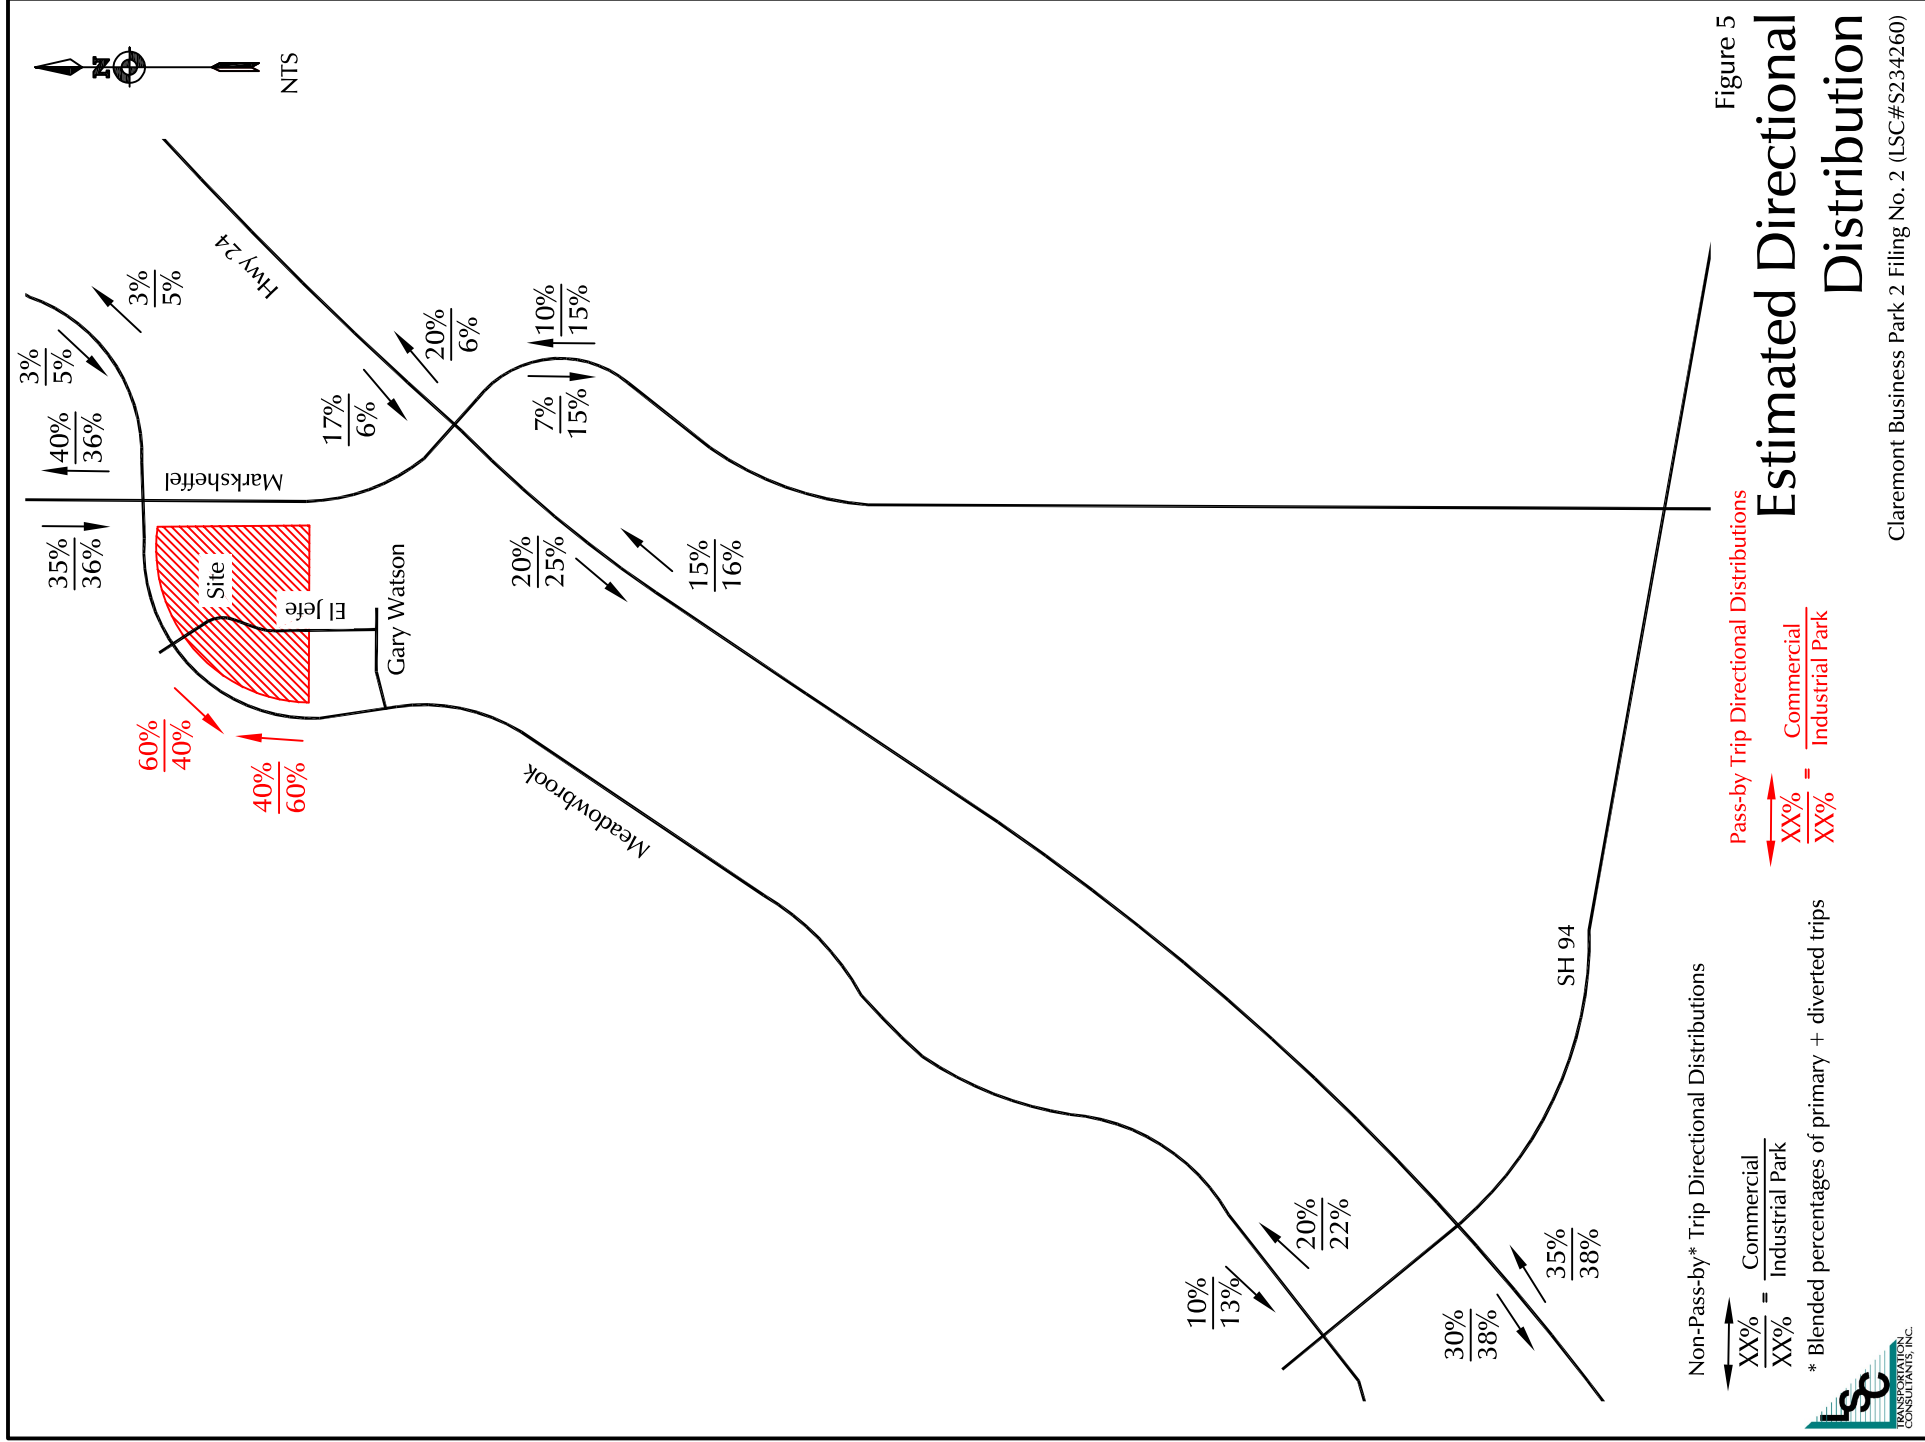 N
NTS
3%
5%
3%
5%
40%
36%
35%
36%
Hwy 24
20%
6%
17%
6%
10%
15%
7%
15%
Marksheffel
Site
El Jefe
Gary Watson
20%
25%
15%
16%
60%
40%
40%
60%
Meadowbrook
SH 94
10%
13%
20%
22%
30%
38%
35%
38%
Non-Pass-by* Trip Directional Distributions
XX%
XX%
=
Commercial
Industrial Park
* Blended percentages of primary + diverted trips
Pass-by Trip Directional Distributions
XX%
XX%
=
Commercial
Industrial Park
Figure 5
Estimated Directional
Distribution
Claremont Business Park 2 Filing No. 2 (LSC#S234260)
LSC
TRANSPORTATION
CONSULTANTS, INC.